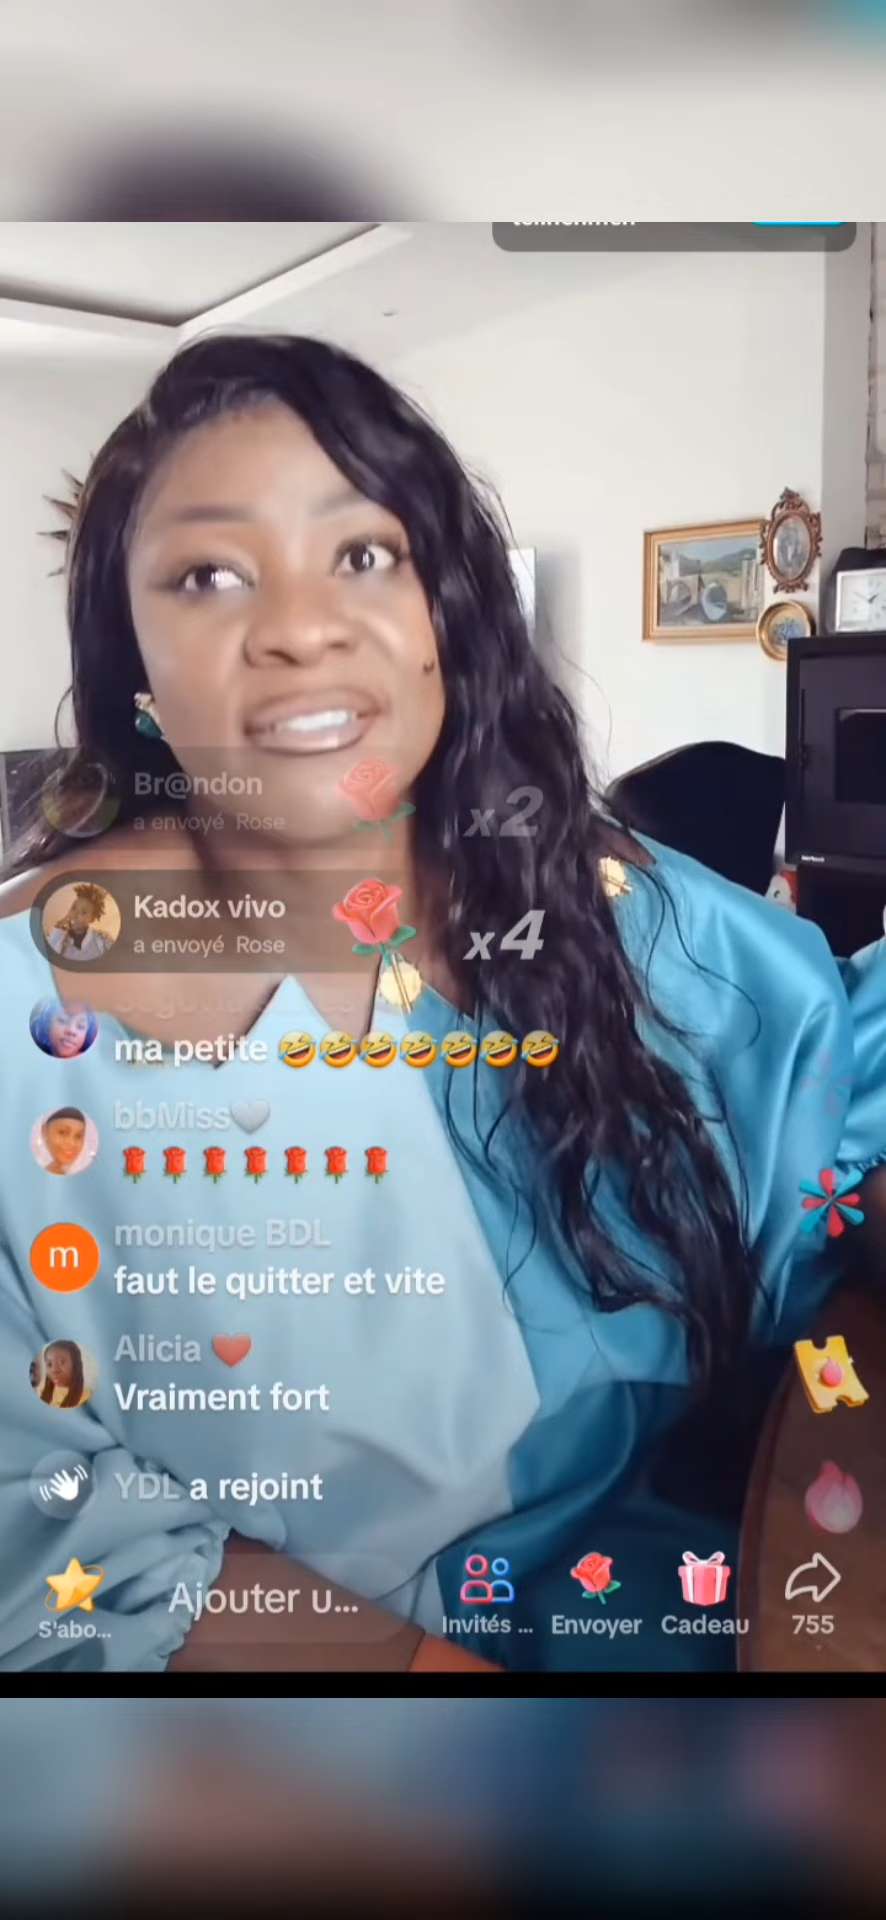 teilnehmen
Br@ndon
a envoyé Rose
x2
Kadox vivo
a envoyé Rose
x4
ma petite 🤣🤣🤣🤣🤣🤣🤣
bbMiss🤍
🌹🌹🌹🌹🌹🌹🌹
monique BDL
m
faut le quitter et vite
Alicia ❤️
Vraiment fort
YDL a rejoint
S'abo...
Ajouter u...
Invités ...
Envoyer
Cadeau
755